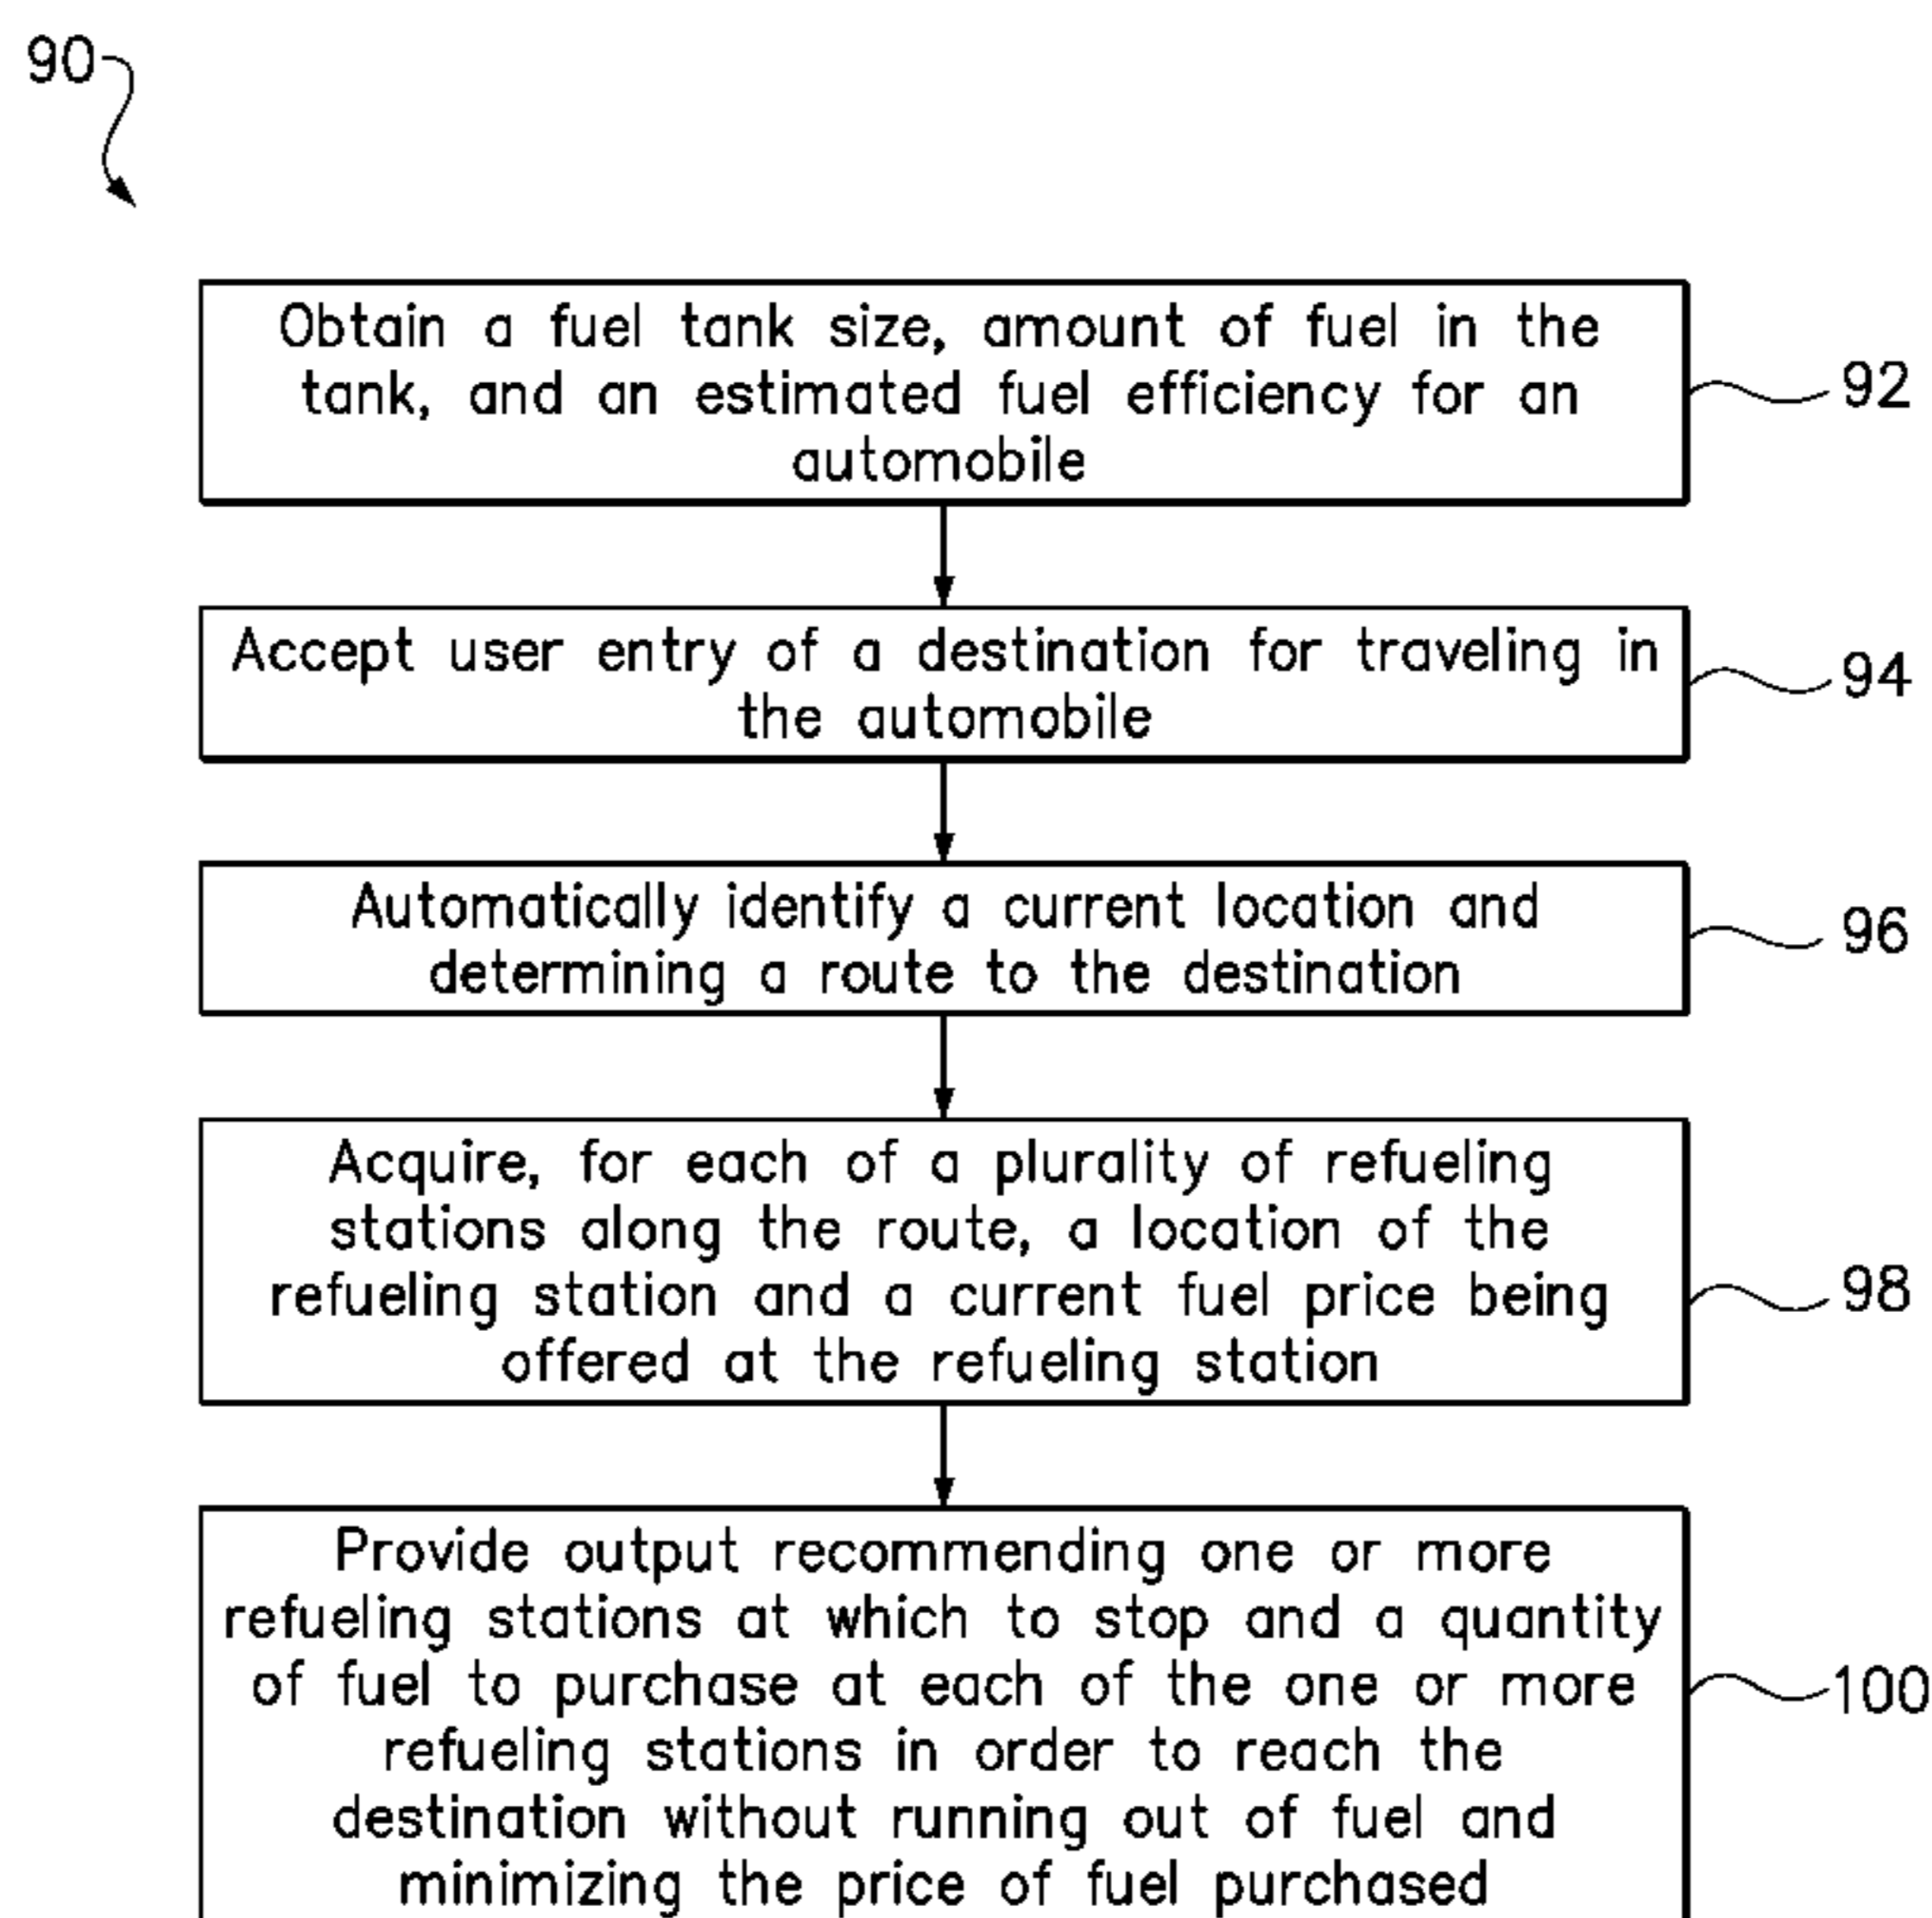 90
Obtain a fuel tank size, amount of fuel in the
tank, and an estimated fuel efficiency for an
automobile
92
Accept user entry of a destination for traveling in
the automobile
94
Automatically identify a current location and
determining a route to the destination
96
Acquire, for each of a plurality of refueling
stations along the route, a location of the
refueling station and a current fuel price being
offered at the refueling station
98
Provide output recommending one or more
refueling stations at which to stop and a quantity
of fuel to purchase at each of the one or more
refueling stations in order to reach the
destination without running out of fuel and
minimizing the price of fuel purchased
100